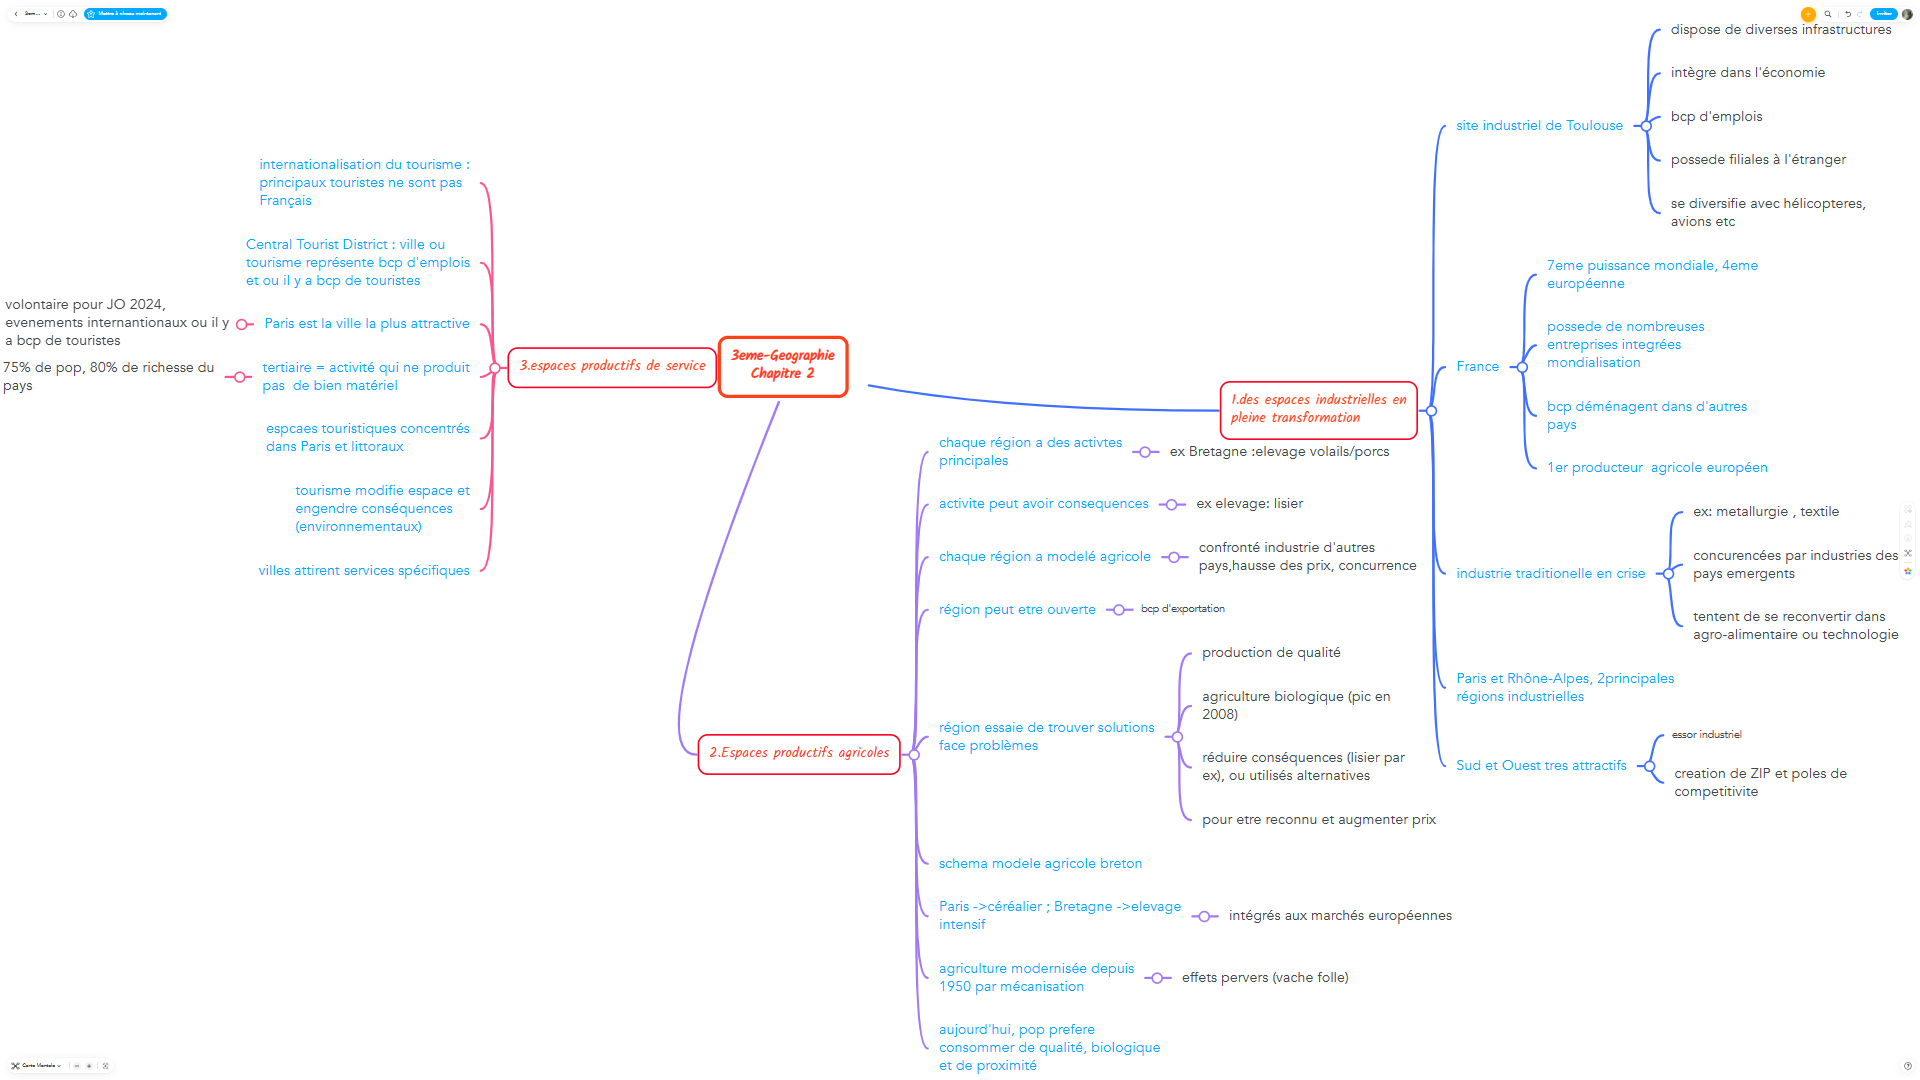 3eme...
Mettre à niveau maintenant
Inviter
3eme-Geographie
Chapitre 2
1.des espaces industrielles en
pleine transformation
site industriel de Toulouse
dispose de diverses infrastructures
intègre dans l'économie
bcp d'emplois
possede filiales à l'étranger
se diversifie avec hélicopteres,
avions etc
France
7eme puissance mondiale, 4eme
européenne
possede de nombreuses
entreprises integrées
mondialisation
bcp déménagent dans d'autres
pays
1er producteur  agricole européen
industrie traditionelle en crise
ex: metallurgie , textile
concurencées par industries des
pays emergents
tentent de se reconvertir dans
agro-alimentaire ou technologie
Paris et Rhône-Alpes, 2principales
régions industrielles
Sud et Ouest tres attractifs
essor industriel
creation de ZIP et poles de
competitivite
2.Espaces productifs agricoles
chaque région a des activtes
principales
ex Bretagne :elevage volails/porcs
activite peut avoir consequences
ex elevage: lisier
chaque région a modelé agricole
confronté industrie d'autres
pays,hausse des prix, concurrence
région peut etre ouverte
bcp d'exportation
région essaie de trouver solutions
face problèmes
production de qualité
agriculture biologique (pic en
2008)
réduire conséquences (lisier par
ex), ou utilisés alternatives
pour etre reconnu et augmenter prix
schema modele agricole breton
Paris ->céréalier ; Bretagne ->elevage
intensif
intégrés aux marchés européennes
agriculture modernisée depuis
1950 par mécanisation
effets pervers (vache folle)
aujourd'hui, pop prefere
consommer de qualité, biologique
et de proximité
3.espaces productifs de service
internationalisation du tourisme :
principaux touristes ne sont pas
Français
Central Tourist District : ville ou
tourisme représente bcp d'emplois
et ou il y a bcp de touristes
Paris est la ville la plus attractive
volontaire pour JO 2024,
evenements internantionaux ou il y
a bcp de touristes
tertiaire = activité qui ne produit
pas  de bien matériel
75% de pop, 80% de richesse du
pays
espcaes touristiques concentrés
dans Paris et littoraux
tourisme modifie espace et
engendre conséquences
(environnementaux)
villes attirent services spécifiques
Carte Mentale